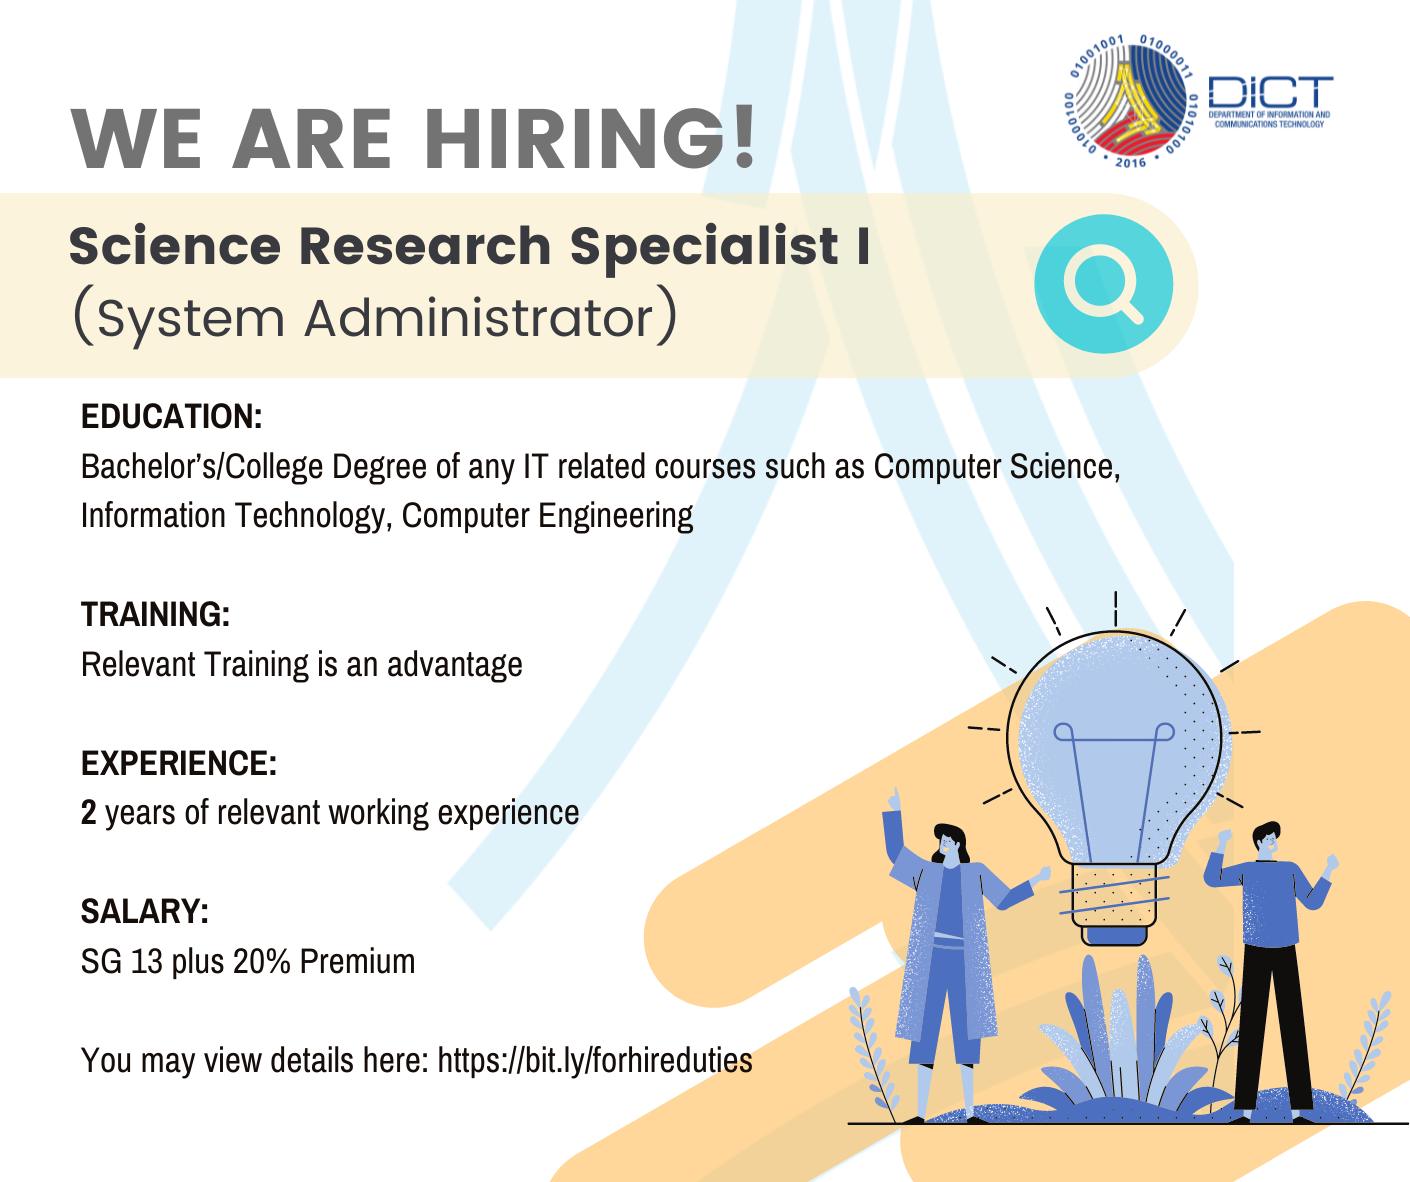 01001001 01000011 01010100 01000100
• 2016 •
DICT
DEPARTMENT OF INFORMATION AND
COMMUNICATIONS TECHNOLOGY
WE ARE HIRING!
Science Research Specialist I
(System Administrator)
EDUCATION:
Bachelor’s/College Degree of any IT related courses such as Computer Science,
Information Technology, Computer Engineering
TRAINING:
Relevant Training is an advantage
EXPERIENCE:
2 years of relevant working experience
SALARY:
SG 13 plus 20% Premium
You may view details here: https://bit.ly/forhireduties